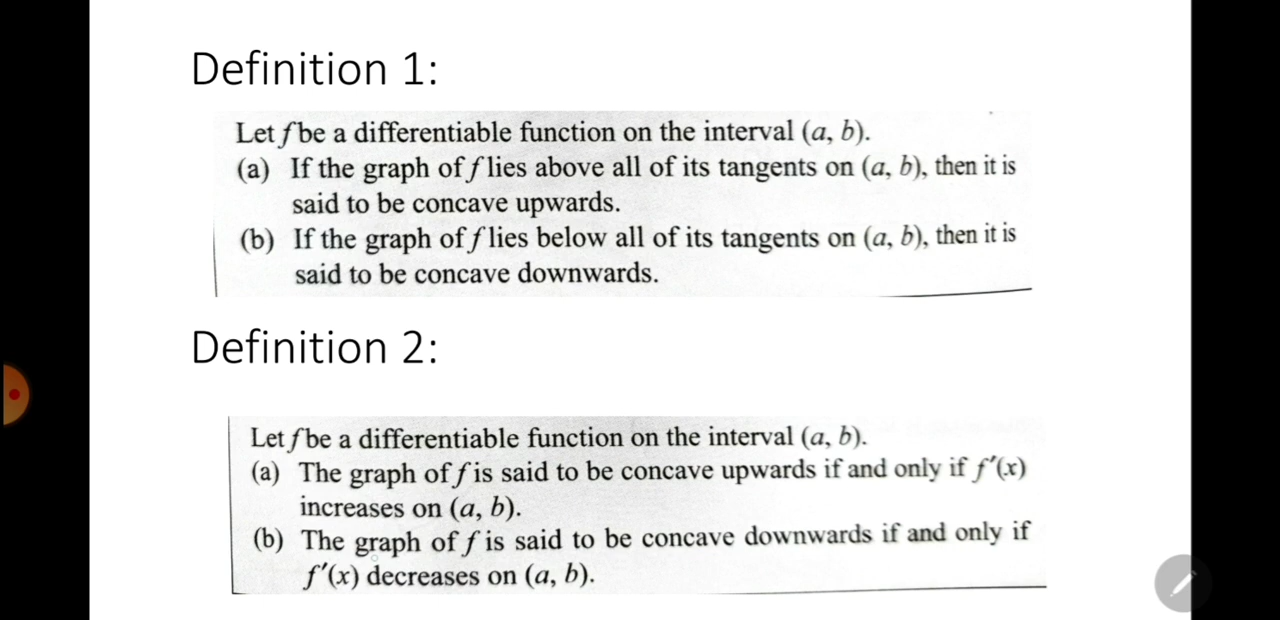 Definition 1:
Let f be a differentiable function on the interval (a, b).
(a) If the graph of f lies above all of its tangents on (a, b), then it is
said to be concave upwards.
(b) If the graph of f lies below all of its tangents on (a, b), then it is
said to be concave downwards.
Definition 2:
Let f be a differentiable function on the interval (a, b).
(a) The graph of f is said to be concave upwards if and only if f′(x)
increases on (a, b).
(b) The graph of f is said to be concave downwards if and only if
f′(x) decreases on (a, b).